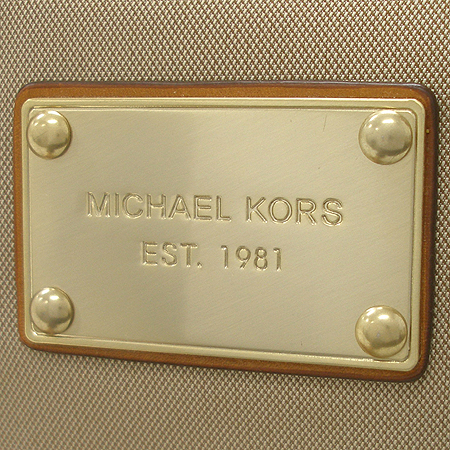 MICHAEL KORS
EST. 1981